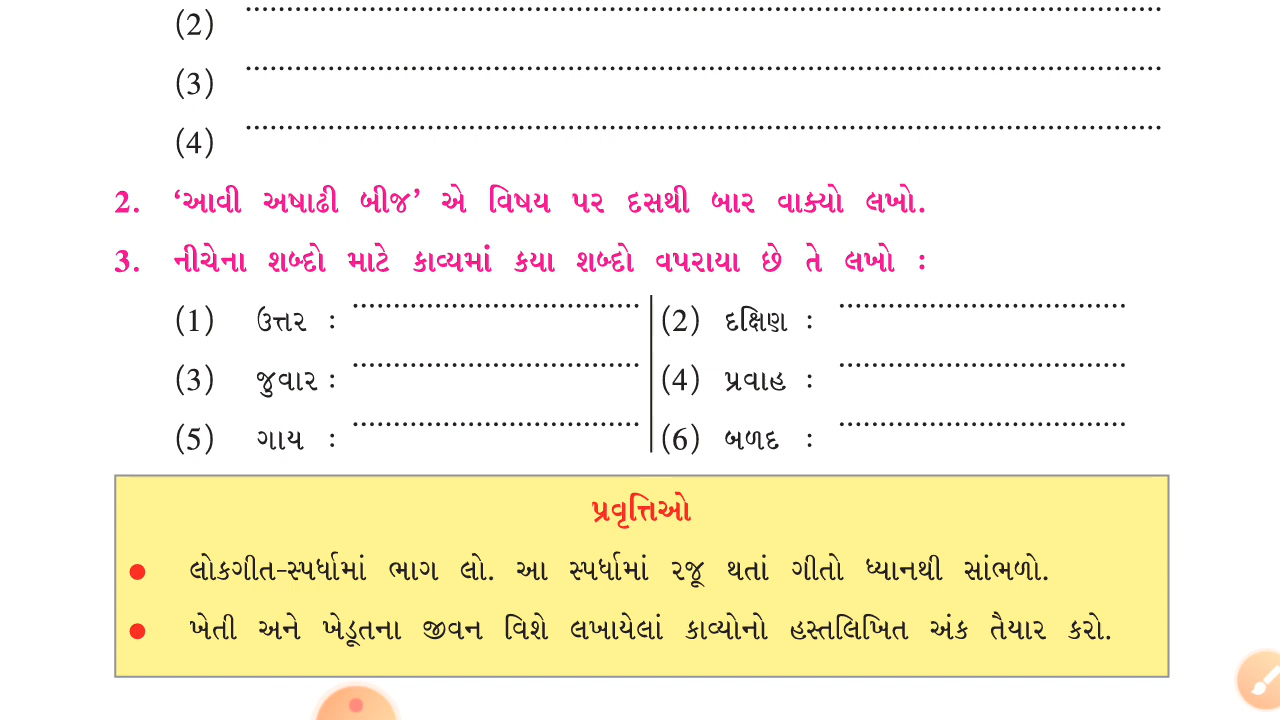 (2) ................................................................
(3) ................................................................
(4) ................................................................
2. ‘આવી અષાઢી બીજ’ એ વિષય પર દસથી બાર વાક્યો લખો.
3. નીચેના શબ્દો માટે કાવ્યમાં કયા શબ્દો વપરાયા છે તે લખો :
(1) ઉત્તર : ................................... (2) દક્ષિણ : ...................................
(3) જુવાર : ................................... (4) પ્રવાહ : ...................................
(5) ગાય : ................................... (6) બળદ : ...................................
પ્રવૃત્તિઓ
● લોકગીત-સ્પર્ધામાં ભાગ લો. આ સ્પર્ધામાં રજૂ થતાં ગીતો ધ્યાનથી સાંભળો.
● ખેતી અને ખેડૂતના જીવન વિશે લખાયેલાં કાવ્યોનો હસ્તલિખિત અંક તૈયાર કરો.